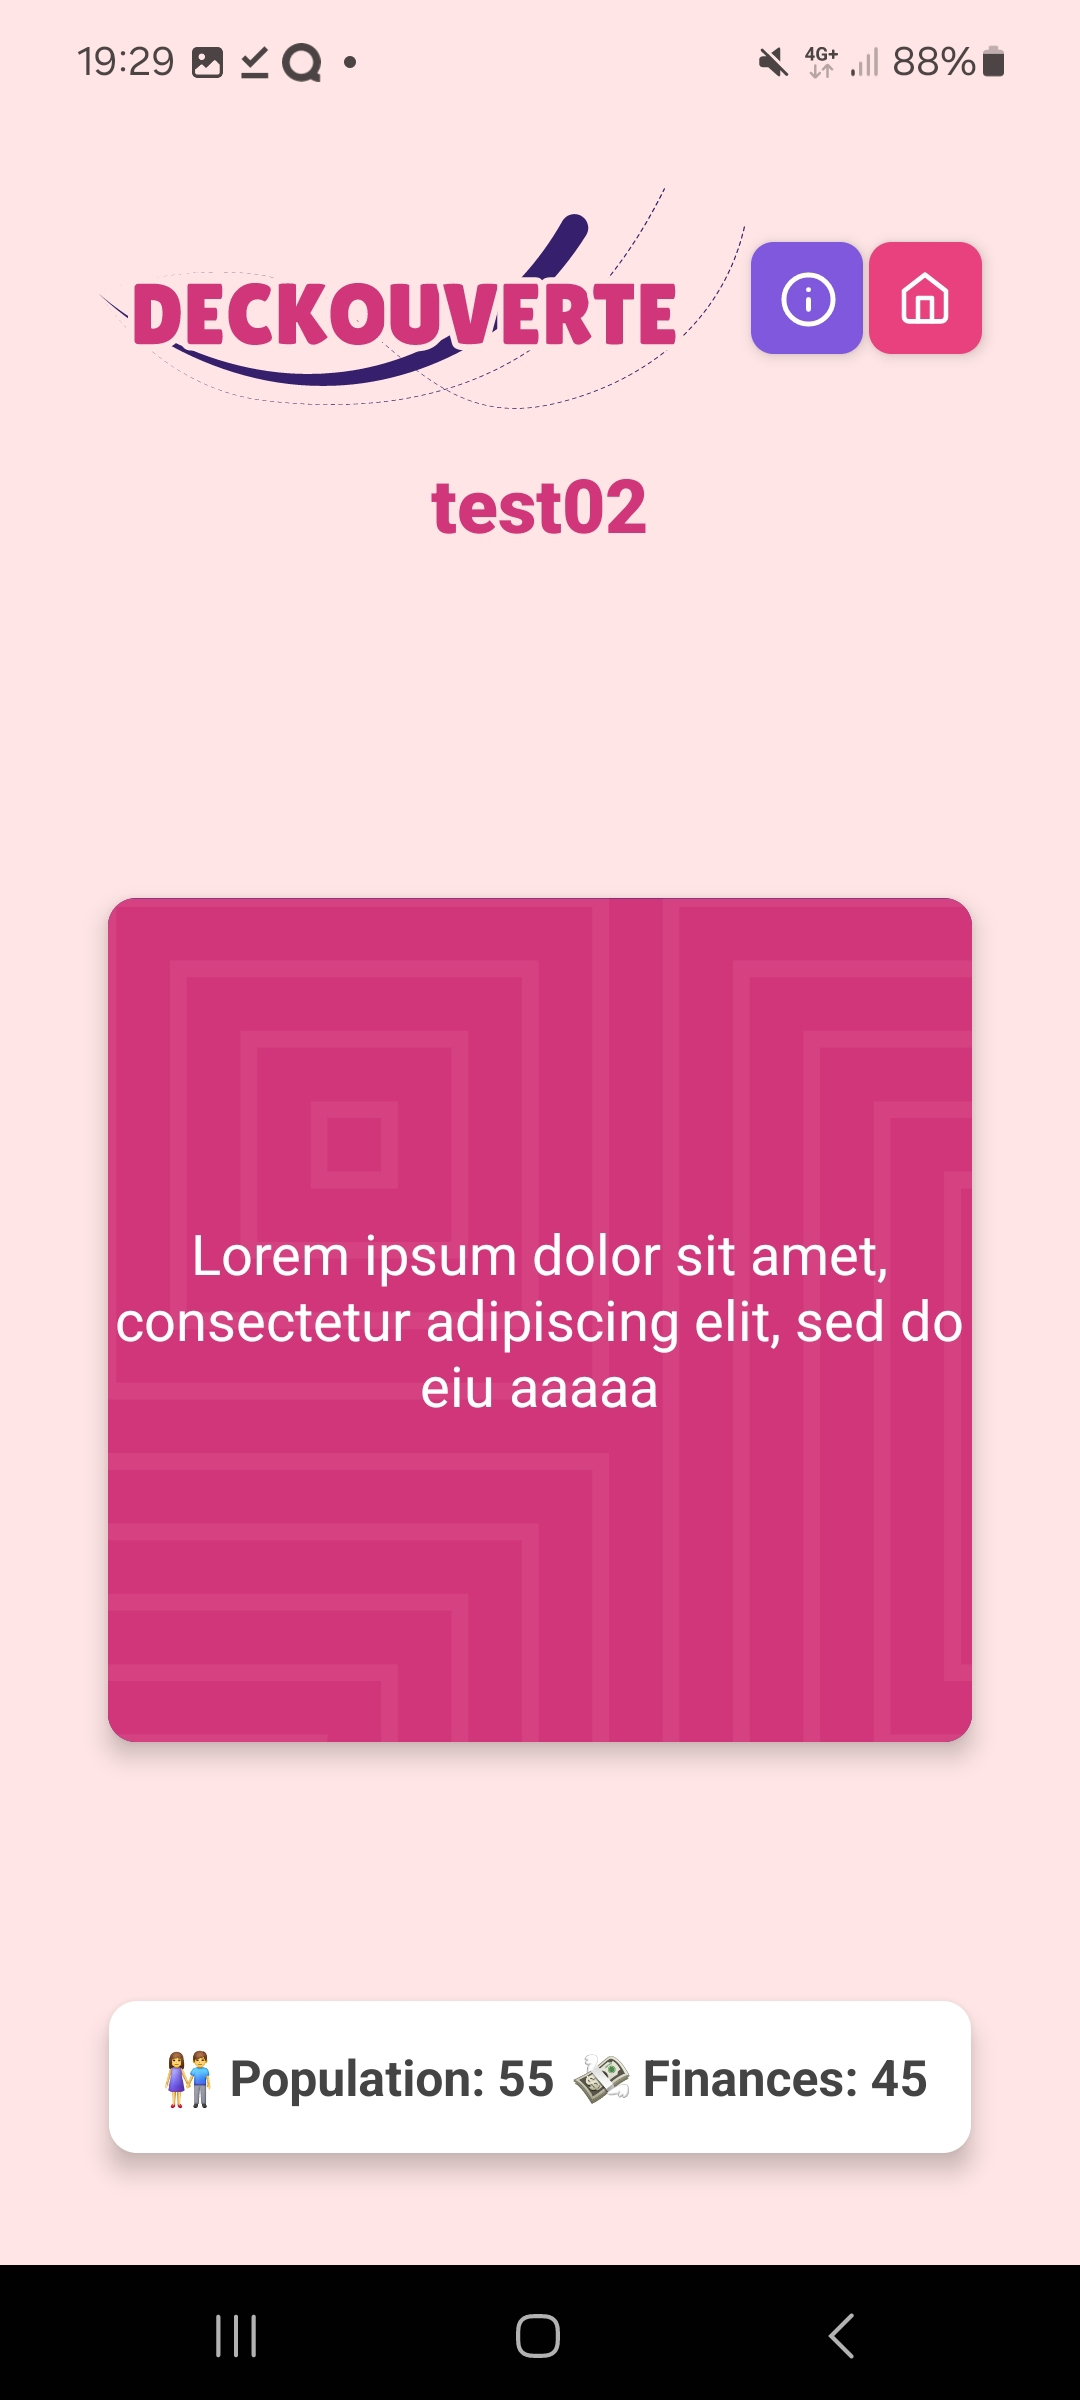 19:29 4G+ 88%
DECKOUVERTE
test02
Lorem ipsum dolor sit amet,
consectetur adipiscing elit, sed do
eiu aaaaa
Population: 55 Finances: 45